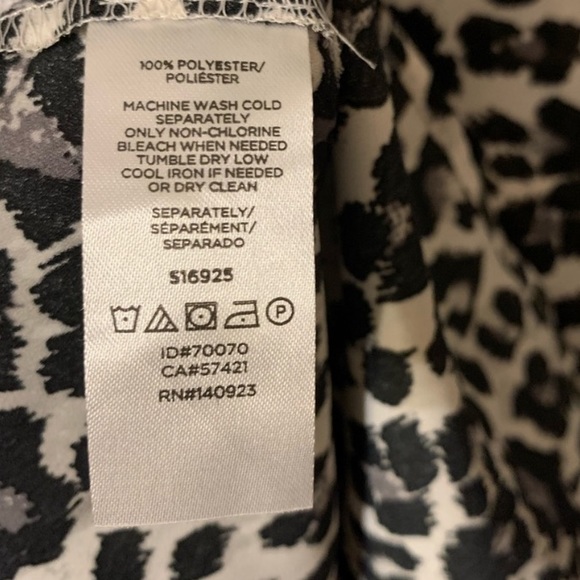 100% POLYESTER/
POLIÉSTER
MACHINE WASH COLD
SEPARATELY
ONLY NON-CHLORINE
BLEACH WHEN NEEDED
TUMBLE DRY LOW
COOL IRON IF NEEDED
OR DRY CLEAN
SEPARATELY/
SÉPARÉMENT/
SEPARADO
S16925
P
ID#70070
CA#57421
RN#140923